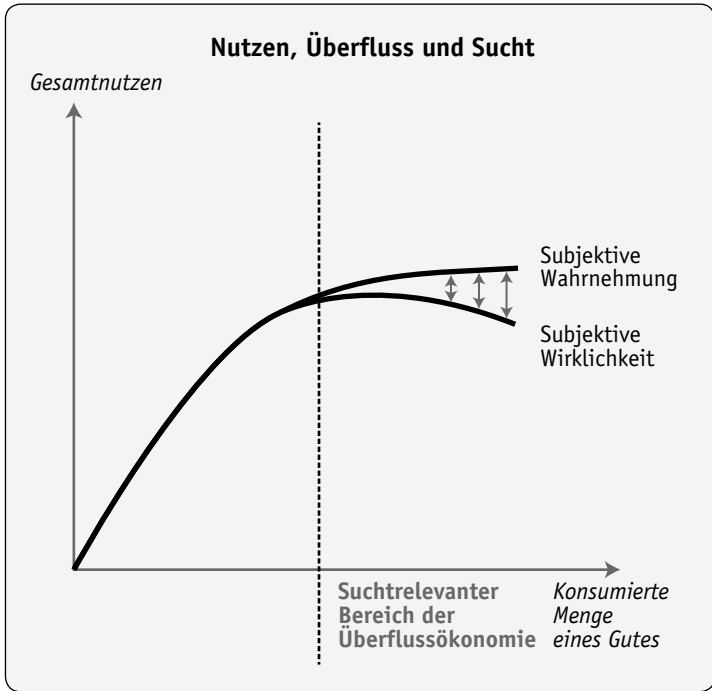 Nutzen, Überfluss und Sucht
Gesamtnutzen
Subjektive
Wahrnehmung
Subjektive
Wirklichkeit
Suchtrelevanter
Bereich der
Überflussökonomie
Konsumierte
Menge
eines Gutes